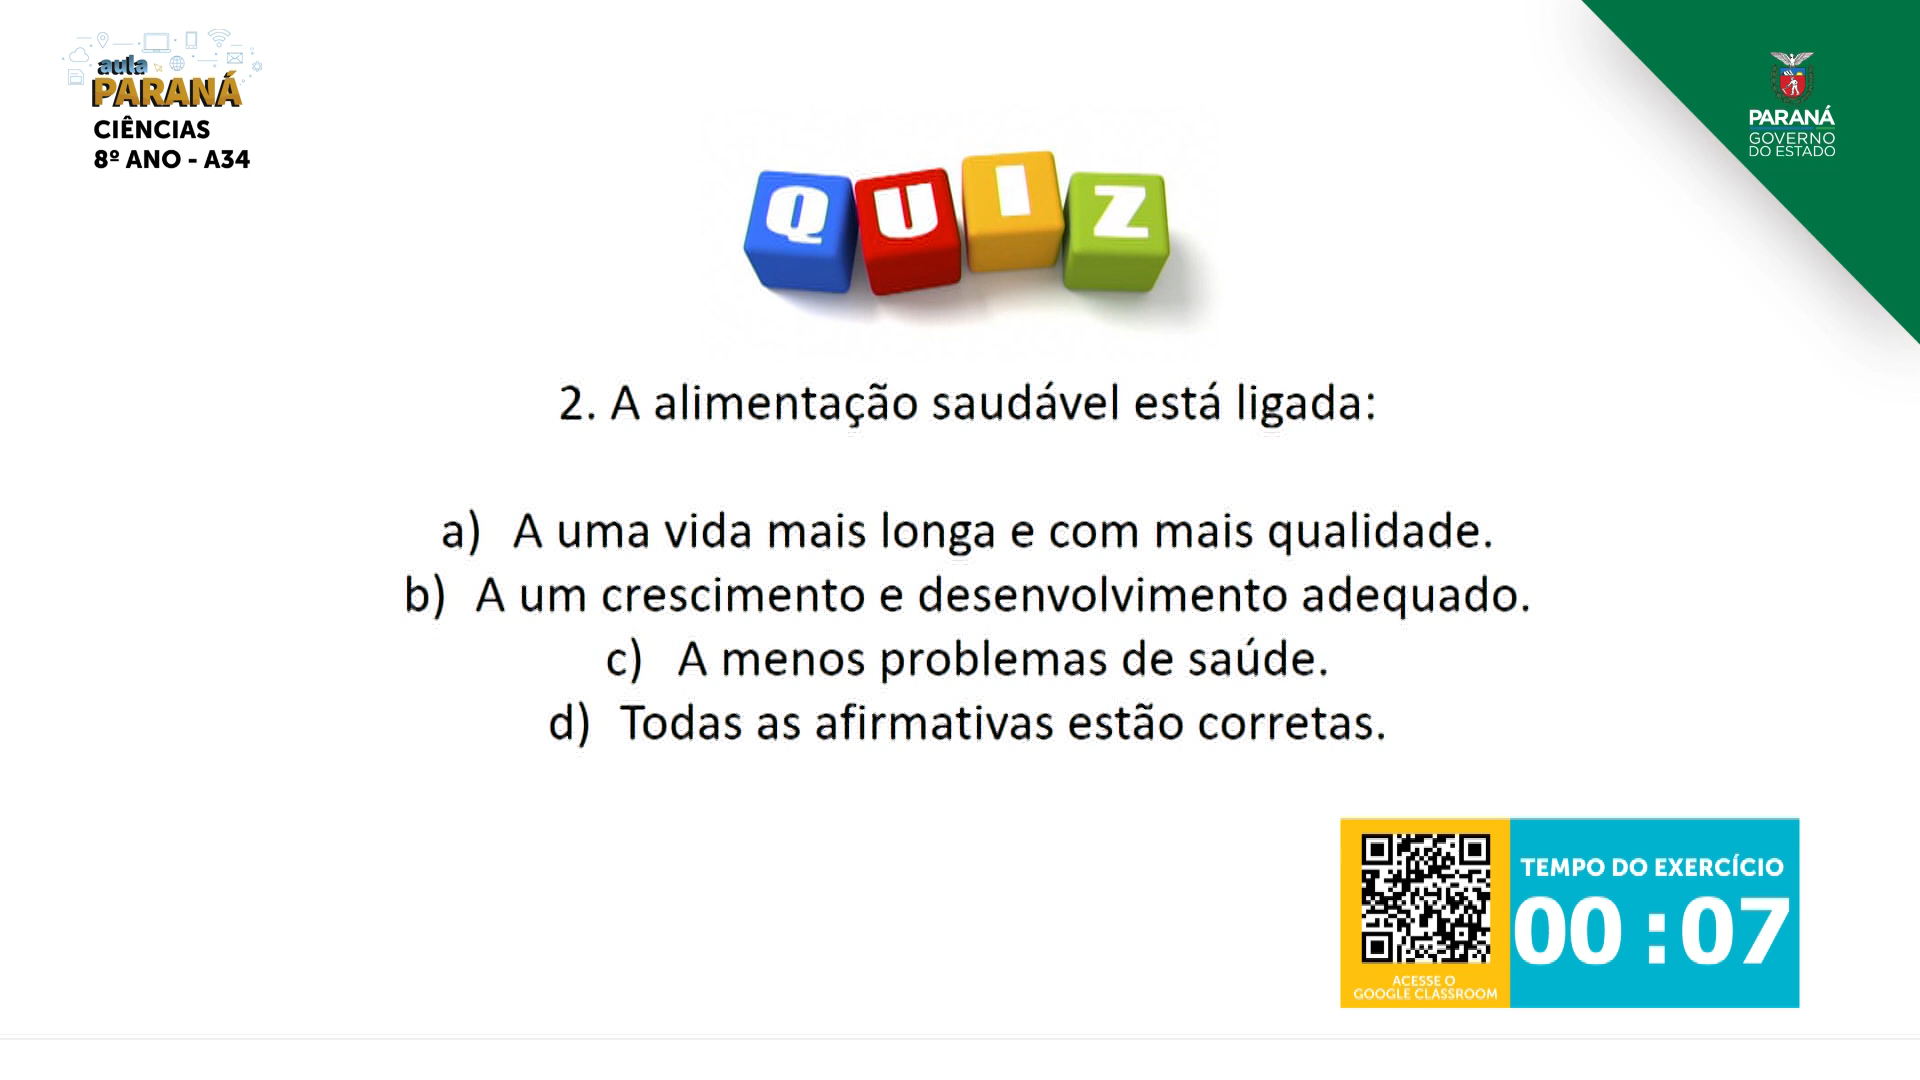 aula
PARANÁ
CIÊNCIAS
8º ANO - A34
PARANÁ
GOVERNO
DO ESTADO
QUIZ
2. A alimentação saudável está ligada:
a) A uma vida mais longa e com mais qualidade.
b) A um crescimento e desenvolvimento adequado.
c) A menos problemas de saúde.
d) Todas as afirmativas estão corretas.
TEMPO DO EXERCÍCIO
00:07
ACESSE O
GOOGLE CLASSROOM